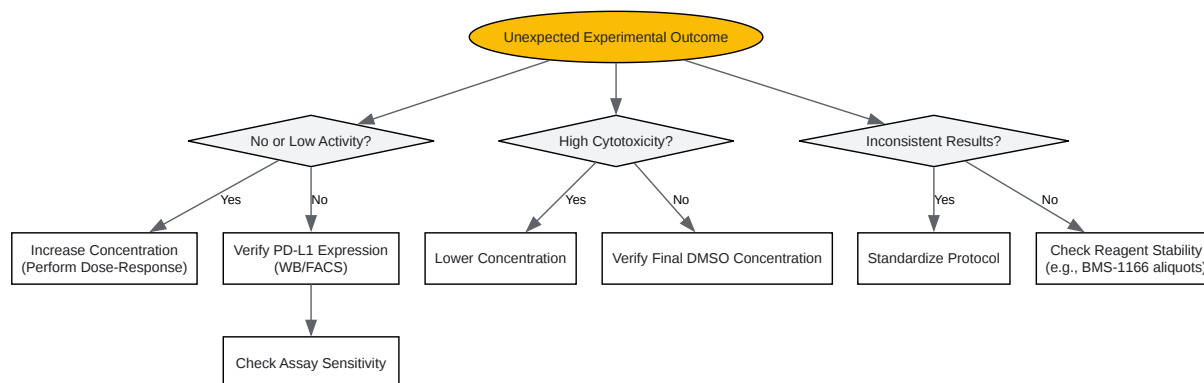 Unexpected Experimental Outcome
No or Low Activity?
High Cytotoxicity?
Inconsistent Results?
Yes
No
Yes
No
Yes
No
Increase Concentration
(Perform Dose-Response)
Verify PD-L1 Expression
(WB/FACS)
Lower Concentration
Verify Final DMSO Concentration
Standardize Protocol
Check Reagent Stability
(e.g., BMS-1166 aliquots)
Check Assay Sensitivity